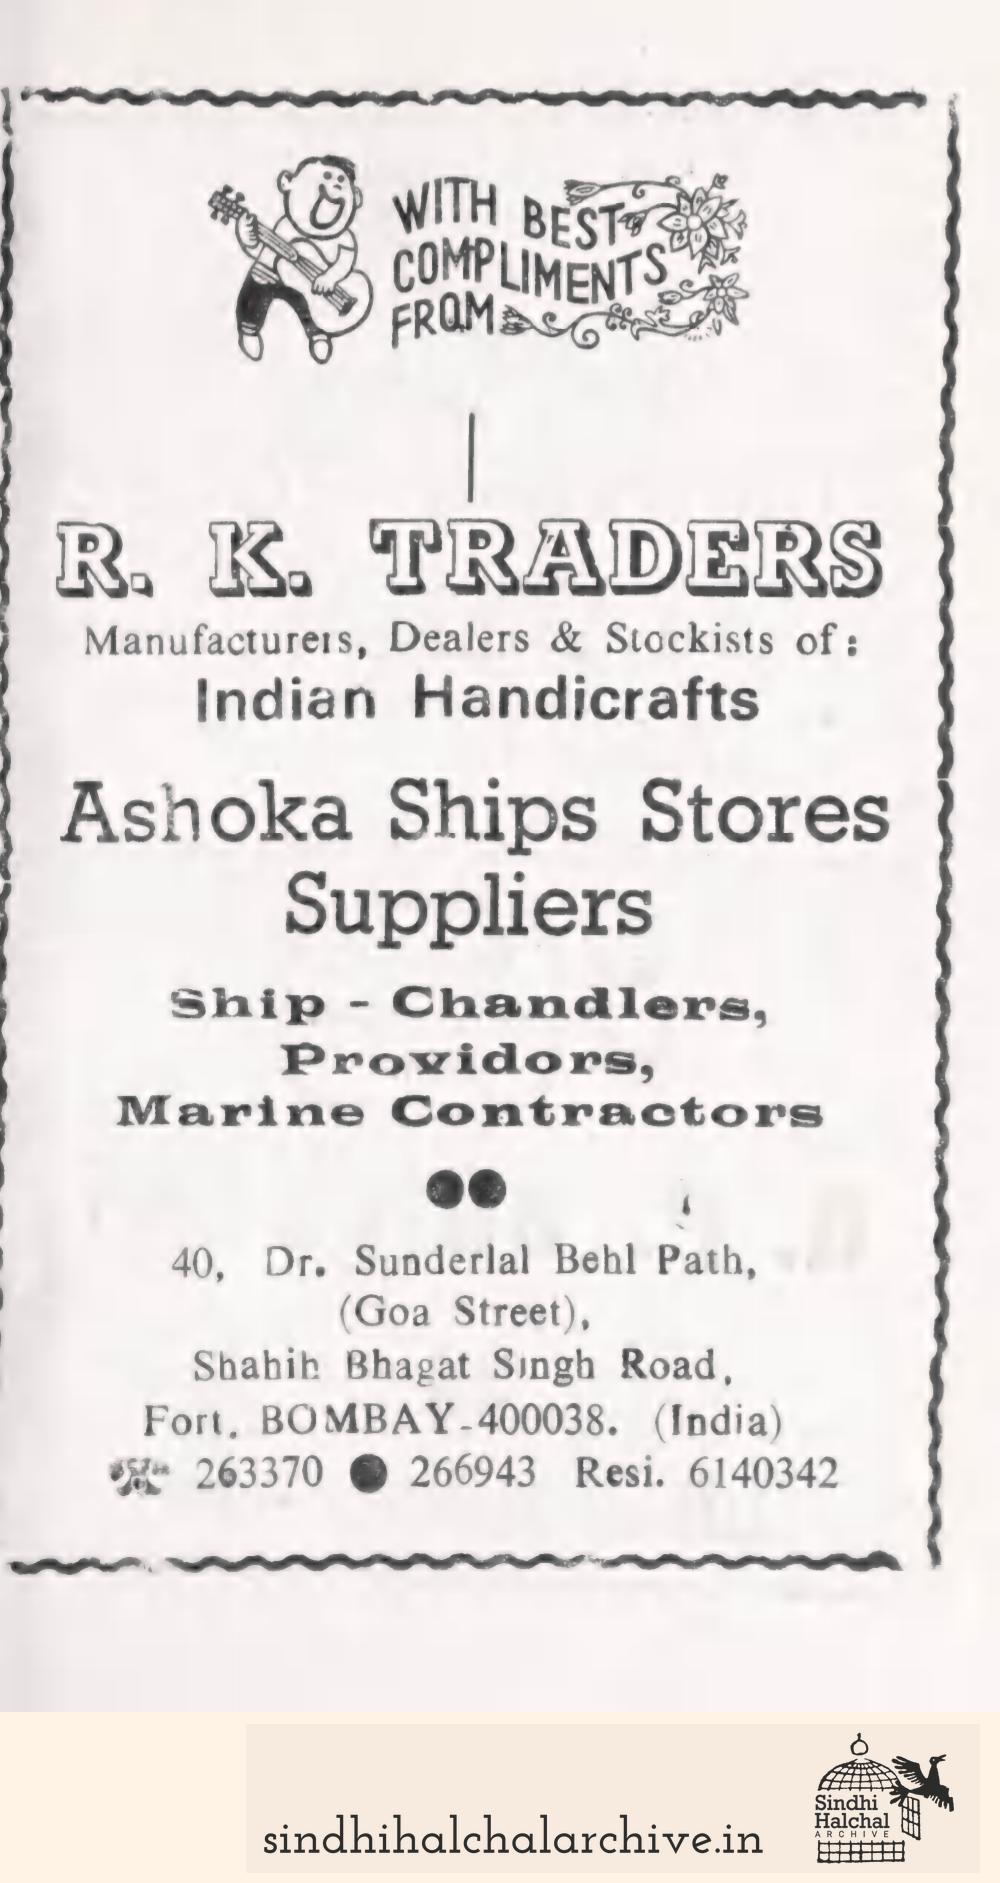 WITH BEST
COMPLIMENTS
FROM
R. K. TRADERS
Manufacturers, Dealers & Stockists of :
Indian Handicrafts
Ashoka Ships Stores
Suppliers
Ship - Chandlers,
Providors,
Marine Contractors
40, Dr. Sunderlal Behl Path,
(Goa Street),
Shahih Bhagat Singh Road,
Fort, BOMBAY-400038. (India)
263370 ● 266943 Resi. 6140342
sindhihalchalarchive.in
Sindhi
Halchal
ARCHIVE